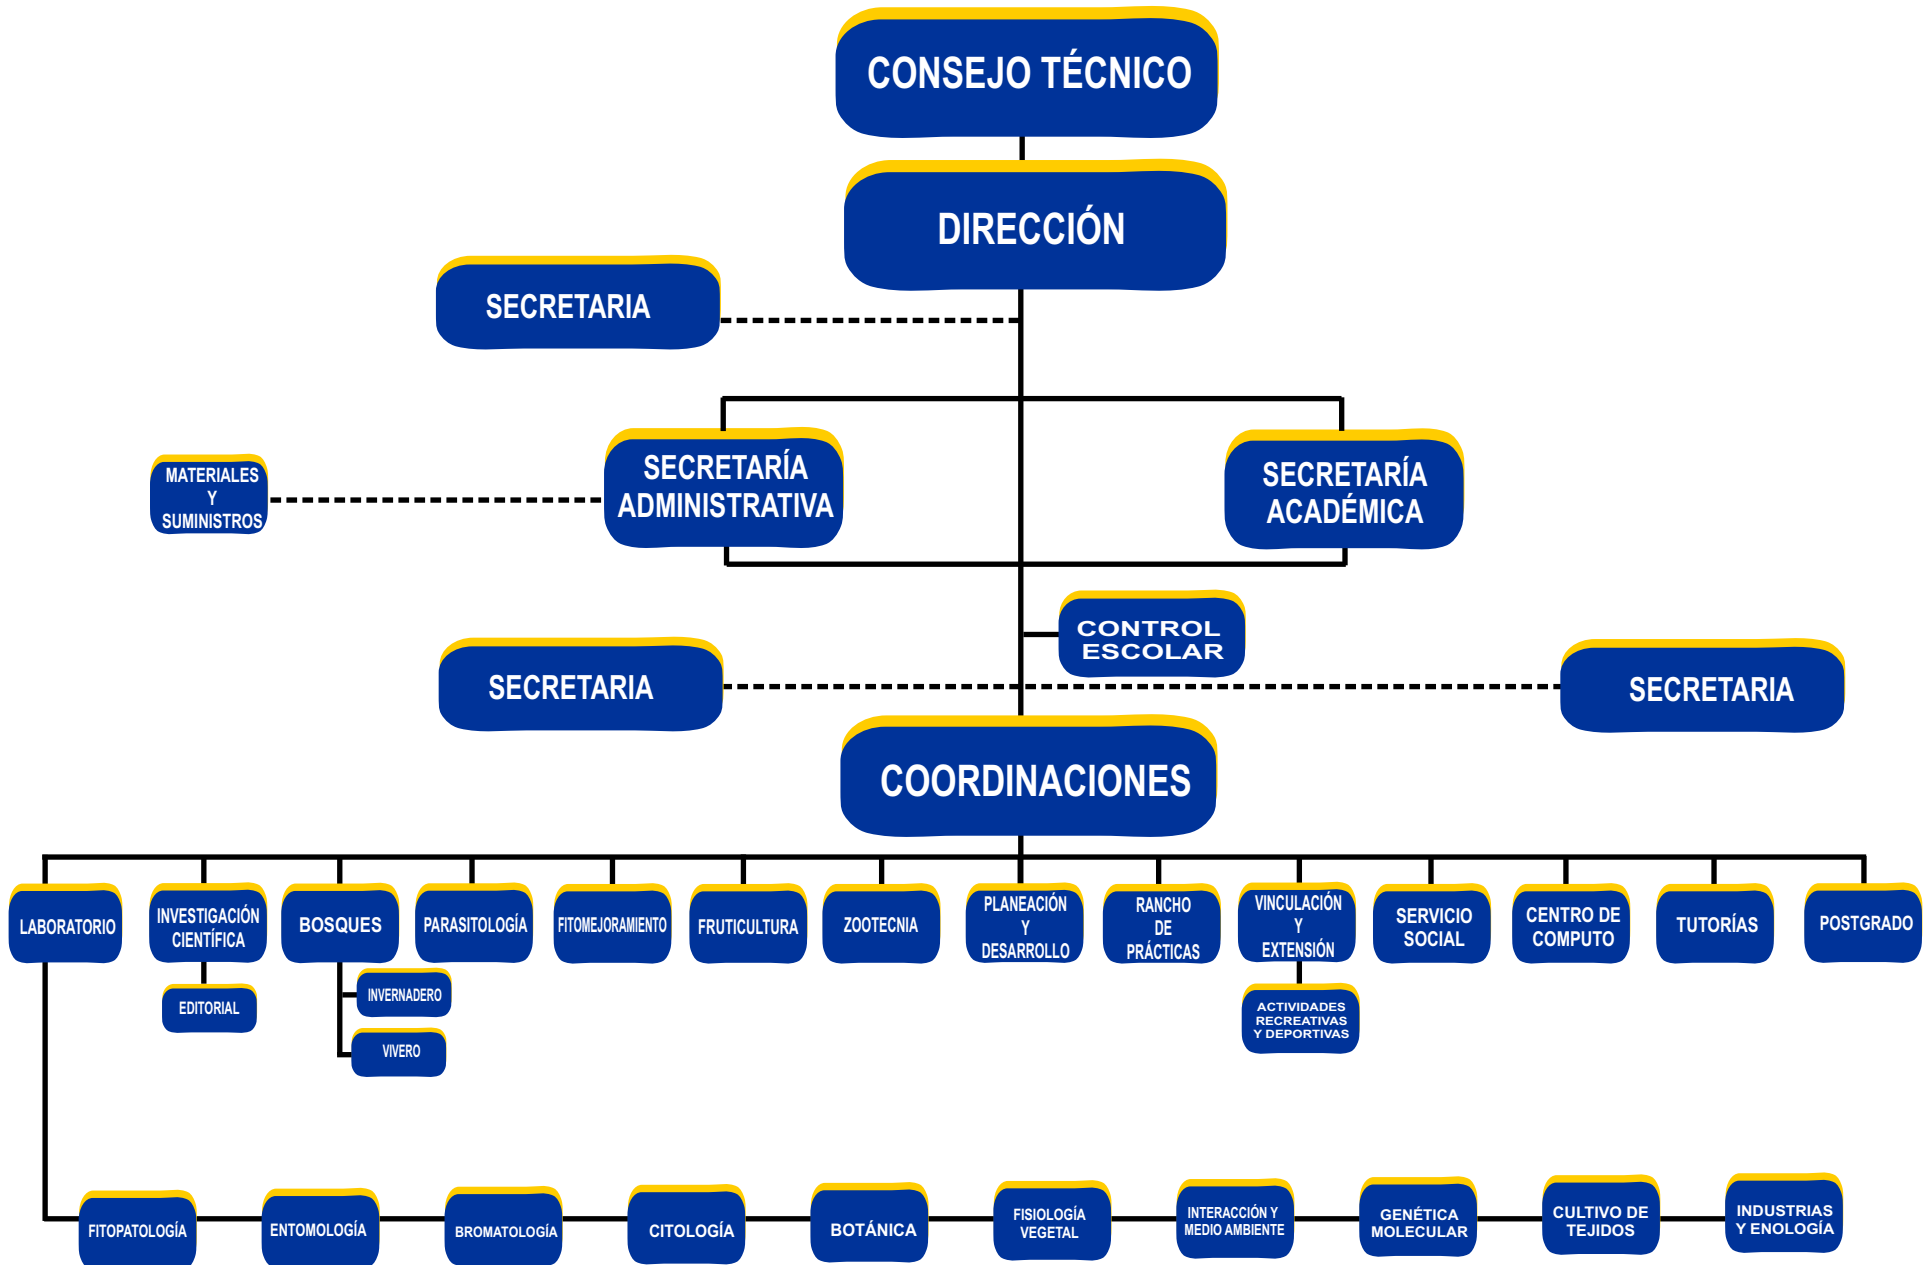 CONSEJO TÉCNICO
DIRECCIÓN
SECRETARIA
SECRETARÍA
ADMINISTRATIVA
SECRETARÍA
ACADÉMICA
MATERIALES
Y
SUMINISTROS
CONTROL
ESCOLAR
SECRETARIA
SECRETARIA
COORDINACIONES
LABORATORIO
INVESTIGACIÓN
CIENTÍFICA
BOSQUES
PARASITOLOGÍA
FITOMEJORAMIENTO
FRUTICULTURA
ZOOTECNIA
PLANEACIÓN
Y
DESARROLLO
RANCHO
DE
PRÁCTICAS
VINCULACIÓN
Y
EXTENSIÓN
SERVICIO
SOCIAL
CENTRO DE
COMPUTO
TUTORÍAS
POSTGRADO
EDITORIAL
INVERNADERO
VIVERO
ACTIVIDADES
RECREATIVAS
Y DEPORTIVAS
FITOPATOLOGÍA
ENTOMOLOGÍA
BROMATOLOGÍA
CITOLOGÍA
BOTÁNICA
FISIOLOGÍA
VEGETAL
INTERACCIÓN Y
MEDIO AMBIENTE
GENÉTICA
MOLECULAR
CULTIVO DE
TEJIDOS
INDUSTRIAS
Y ENOLOGÍA